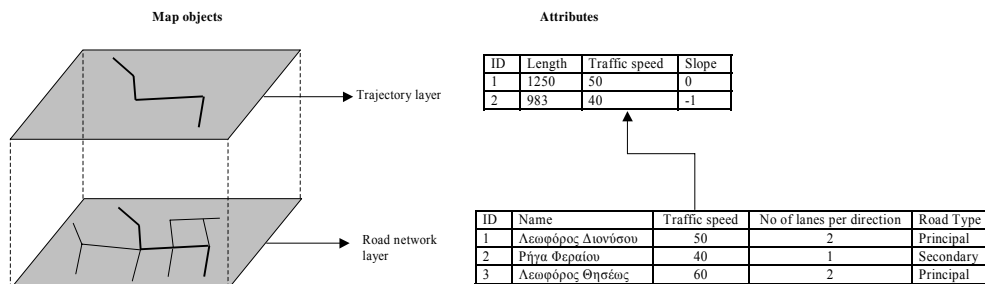 Map objects
Attributes
ID Length Traffic speed Slope
1 1250 50 0
2 983 40 -1
Trajectory layer
ID Name Traffic speed No of lanes per direction Road Type
1 Λεωφόρος Διονύσου 50 2 Principal
2 Ρήγα Φεραίου 40 1 Secondary
3 Λεωφόρος Θησέως 60 2 Principal
Road network
layer